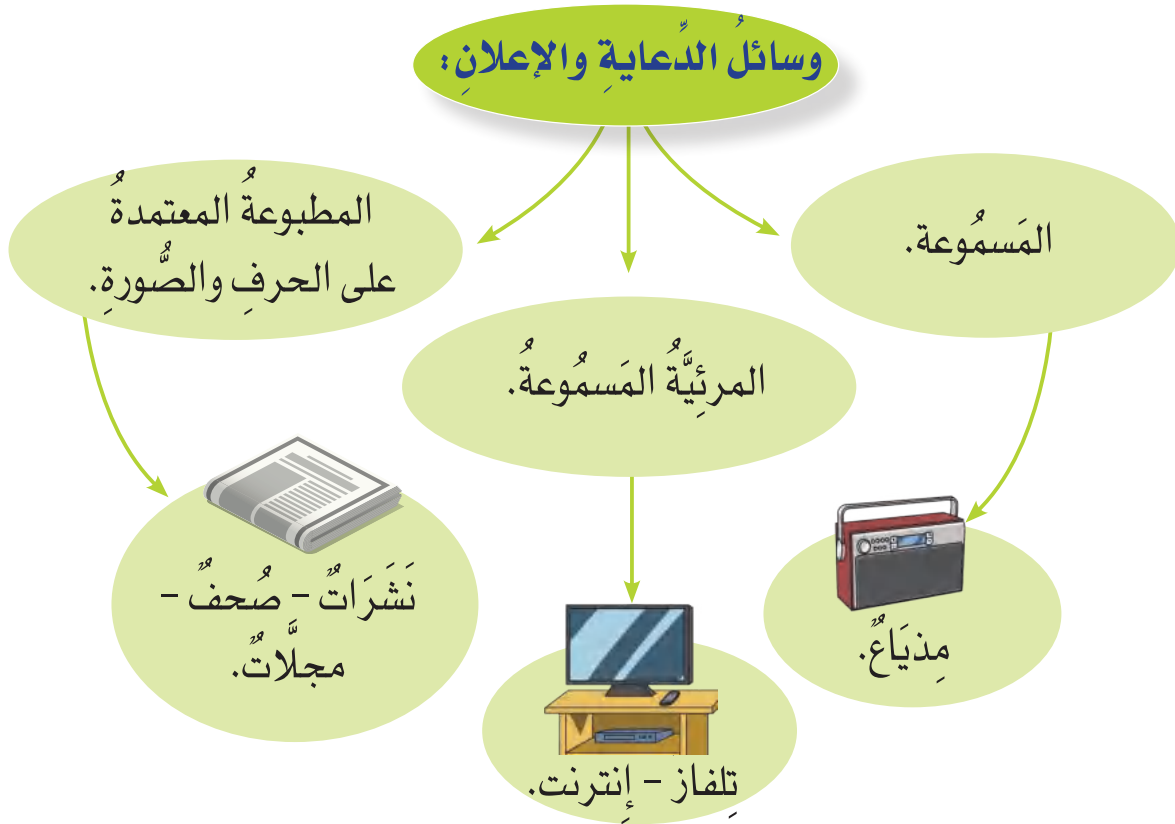 وسائلُ الدِّعايةِ والإعلانِ:
المَسمُوعة.
المرئِيَّةُ المَسمُوعةُ.
المطبوعةُ المعتمدةُ
على الحرفِ والصُّورةِ.
مِذيَاعٌ.
تِلفاز - إِنترنت.
نَشَرَاتٌ - صُحفٌ -
مجلَّاتٌ.